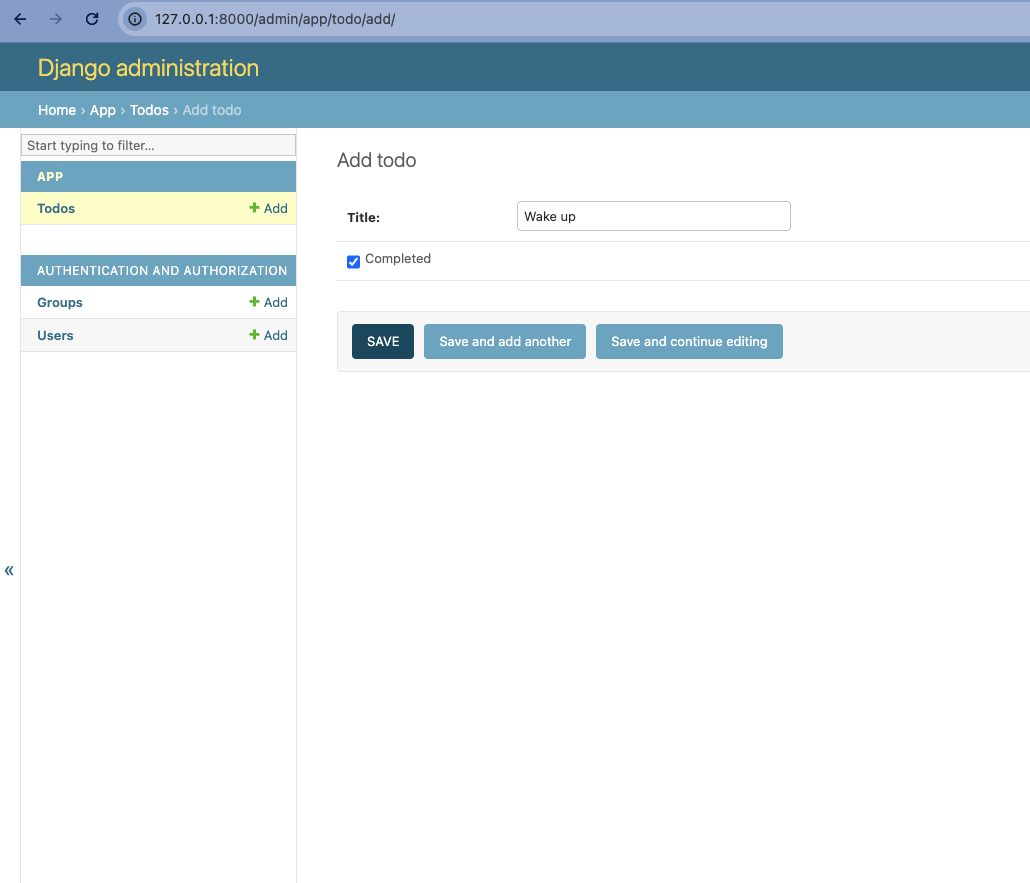 127.0.0.1:8000/admin/app/todo/add/
Django administration
Home › App › Todos › Add todo
Start typing to filter...
APP
Todos + Add
AUTHENTICATION AND AUTHORIZATION
Groups + Add
Users + Add
«
Add todo
Title: Wake up
Completed
SAVE Save and add another Save and continue editing